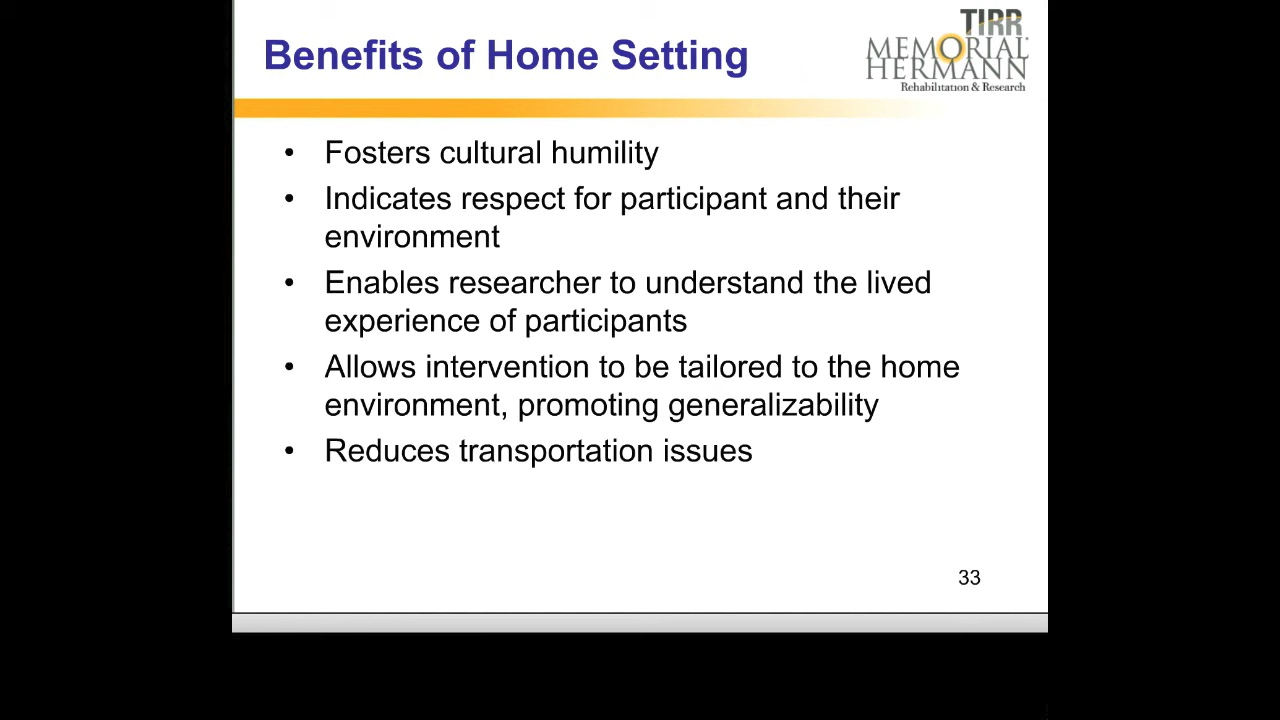 Benefits of Home Setting
TIRR
MEMORIAL
HERMANN
Rehabilitation & Research
• Fosters cultural humility
• Indicates respect for participant and their
environment
• Enables researcher to understand the lived
experience of participants
• Allows intervention to be tailored to the home
environment, promoting generalizability
• Reduces transportation issues
33